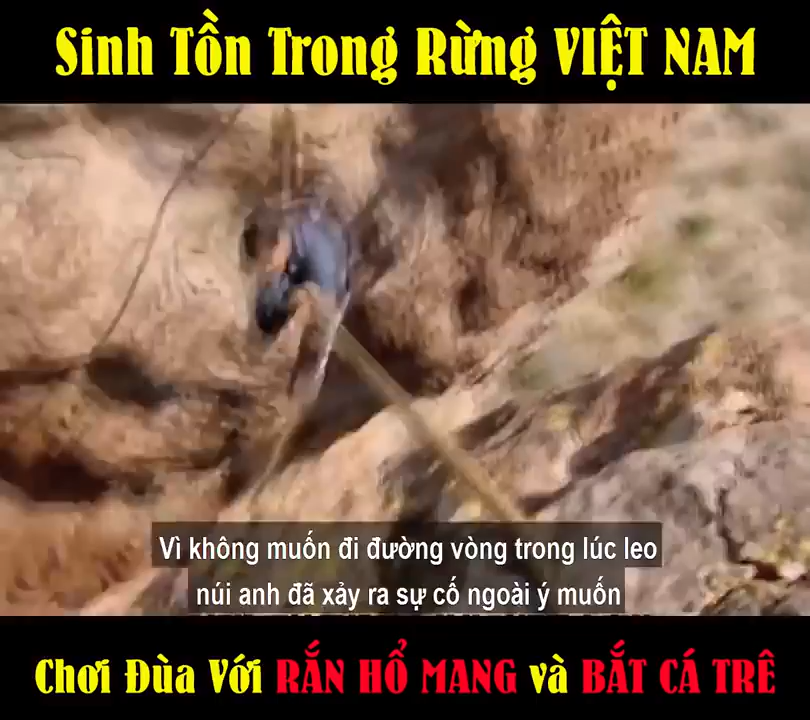 Sinh Tồn Trong Rừng VIỆT NAM
Vì không muốn đi đường vòng trong lúc leo
núi anh đã xảy ra sự cố ngoài ý muốn
Chơi Đùa Với RẮN HỔ MANG và BẮT CÁ TRÊ